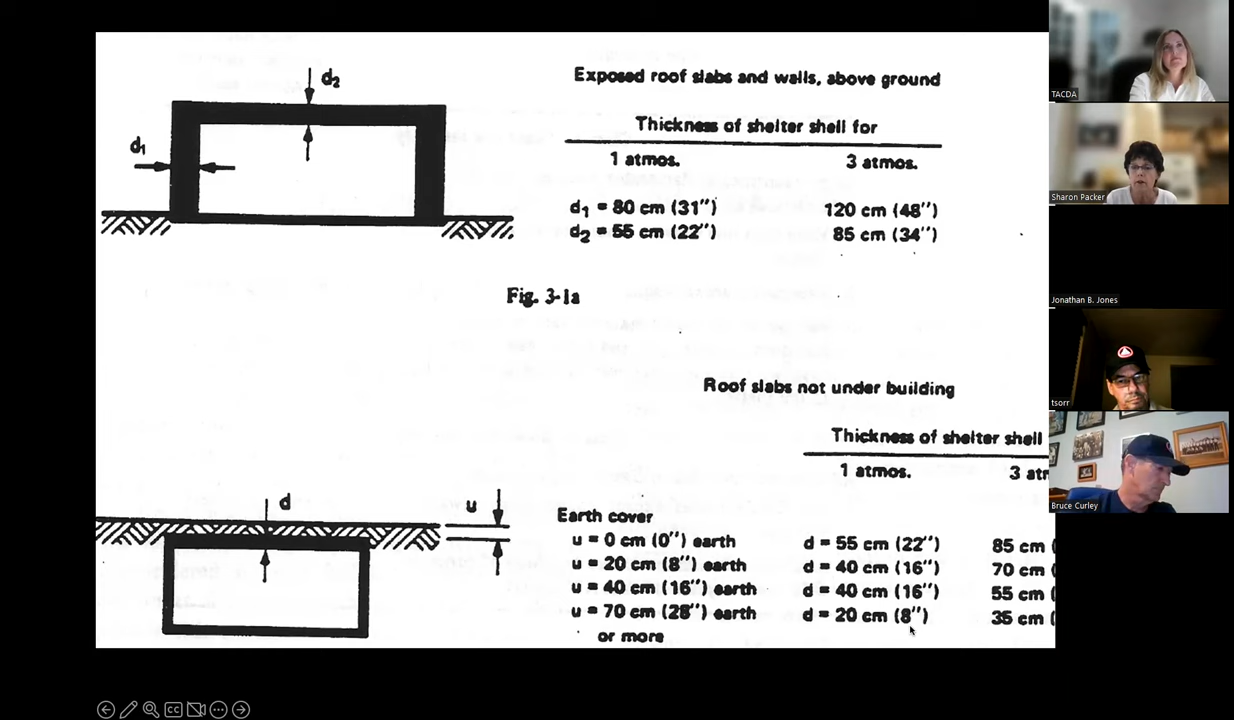 d₂
d₁
Exposed roof slabs and walls, above ground
Thickness of shelter shell for
1 atmos. 3 atmos.
d₁ = 80 cm (31″) 120 cm (48″)
d₂ = 55 cm (22″) 85 cm (34″)
Fig. 3-1a
Roof slabs not under building
Thickness of shelter shell
1 atmos. 3 atm
d
u
Earth cover
u = 0 cm (0″) earth d = 55 cm (22″) 85 cm (
u = 20 cm (8″) earth d = 40 cm (16″) 70 cm (
u = 40 cm (16″) earth d = 40 cm (16″) 55 cm (
u = 70 cm (28″) earth d = 20 cm (8″) 35 cm (
or more
TACDA
Sharon Packer
Jonathan B. Jones
tsorr
Bruce Curley
CC